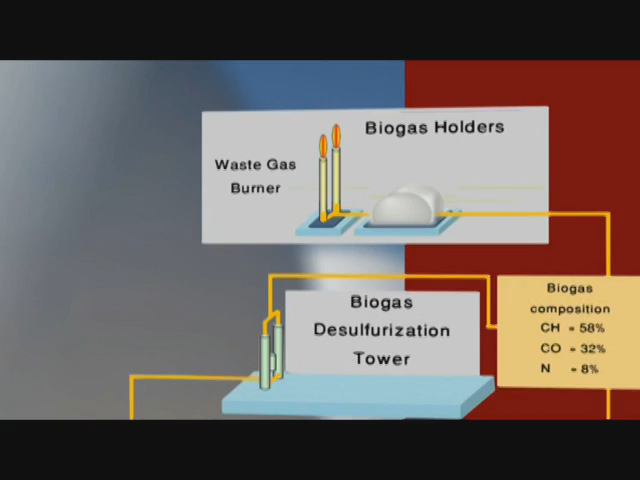 Biogas Holders
Waste Gas
Burner
Biogas
Desulfurization
Tower
Biogas
composition
CH = 58%
CO = 32%
N = 8%